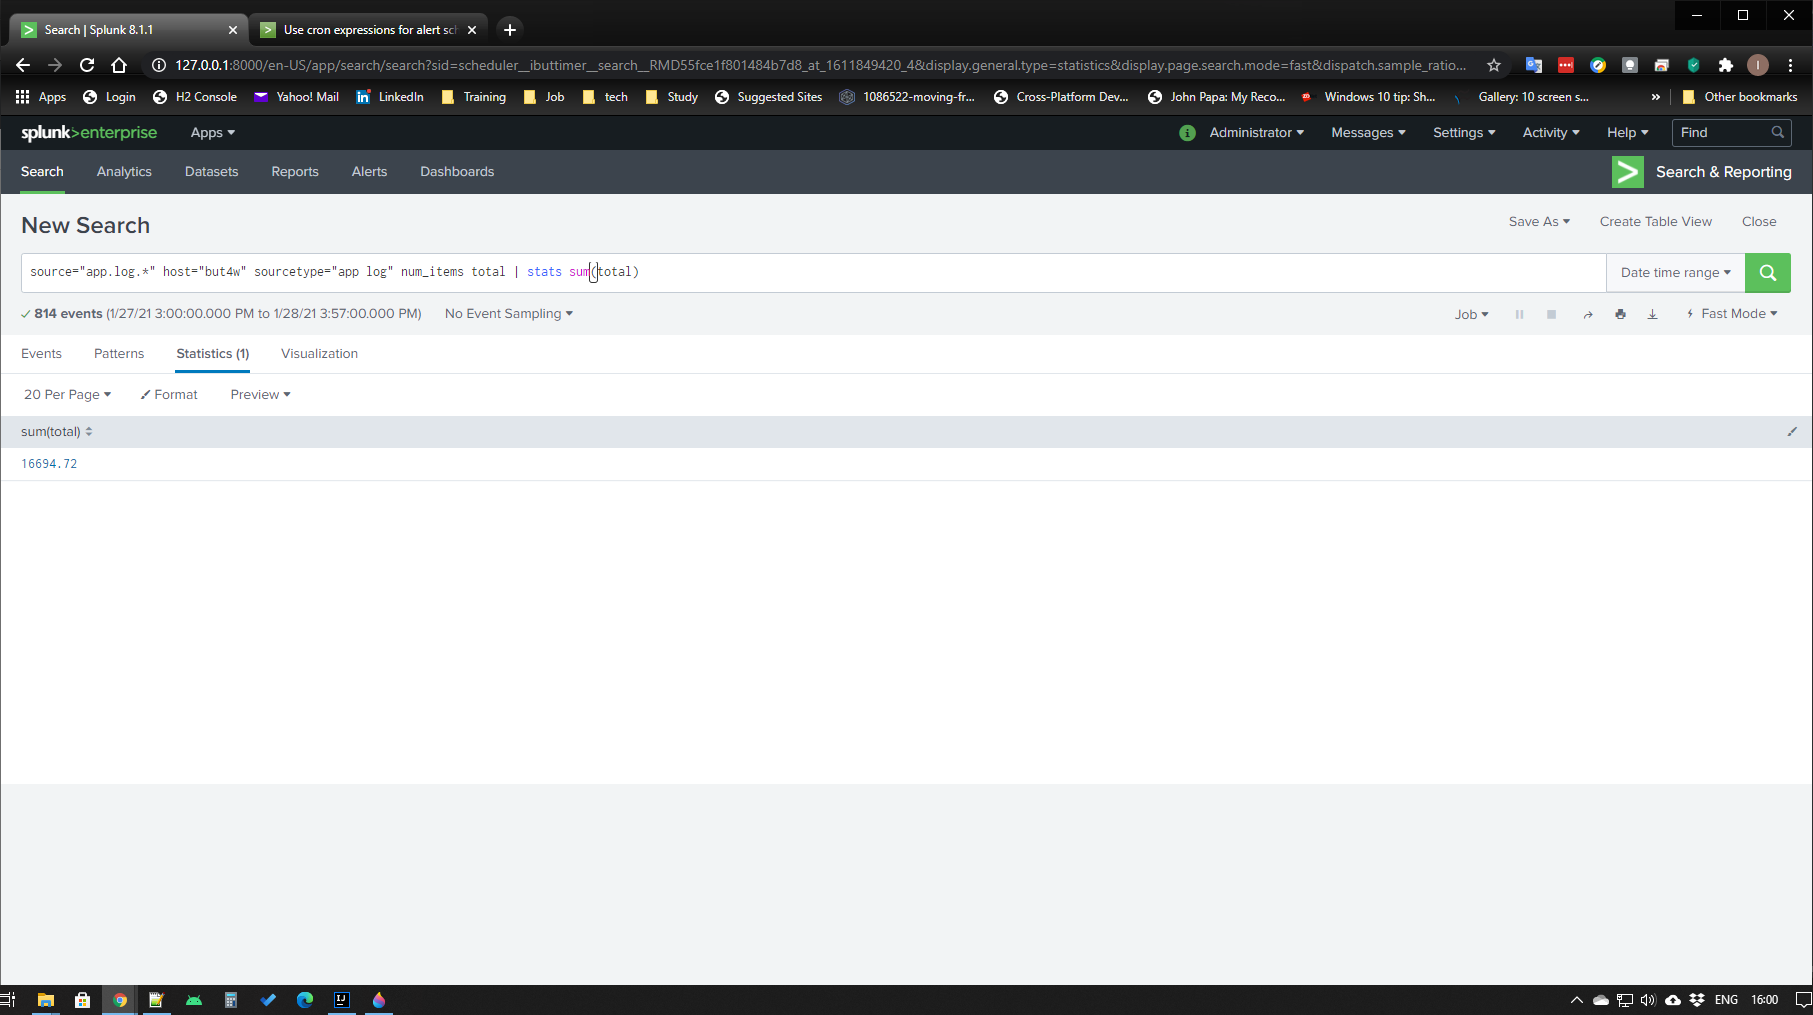 Search | Splunk 8.1.1
Use cron expressions for alert sch
127.0.0.1:8000/en-US/app/search/search?sid=scheduler__ibuttimer__search__RMD55fce1f801484b7d8_at_1611849420_4&display.general.type=statistics&display.page.search.mode=fast&dispatch.sample_ratio...
I
Apps Login H2 Console Yahoo! Mail LinkedIn Training Job tech Study Suggested Sites 1086522-moving-fr... Cross-Platform Dev... John Papa: My Reco... Windows 10 tip: Sh... Gallery: 10 screen s... » Other bookmarks
splunk>enterprise Apps Administrator Messages Settings Activity Help Find
Search Analytics Datasets Reports Alerts Dashboards Search & Reporting
New Search Save As Create Table View Close
source="app.log.*" host="but4w" sourcetype="app log" num_items total | stats sum(total) Date time range
814 events (1/27/21 3:00:00.000 PM to 1/28/21 3:57:00.000 PM) No Event Sampling Job Fast Mode
Events Patterns Statistics (1) Visualization
20 Per Page Format Preview
sum(total)
16694.72
ENG 16:00